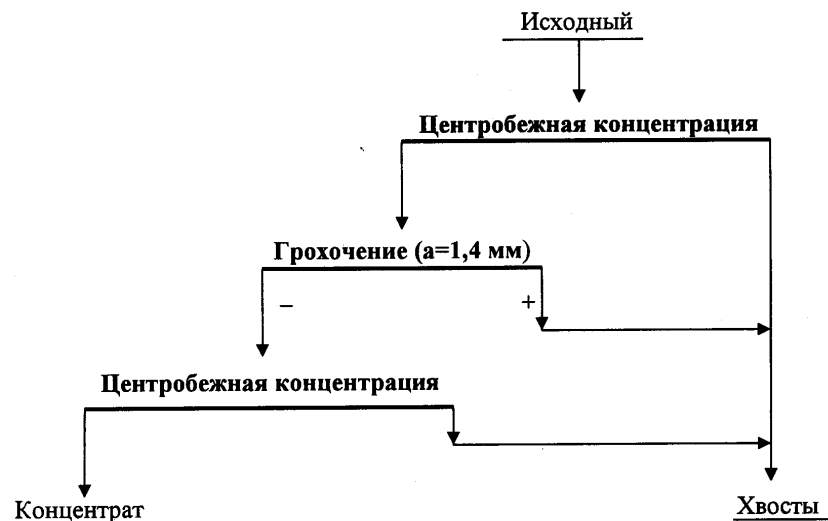 Исходный
Центробежная концентрация
Грохочение (а=1,4 мм)
– +
Центробежная концентрация
Концентрат
Хвосты